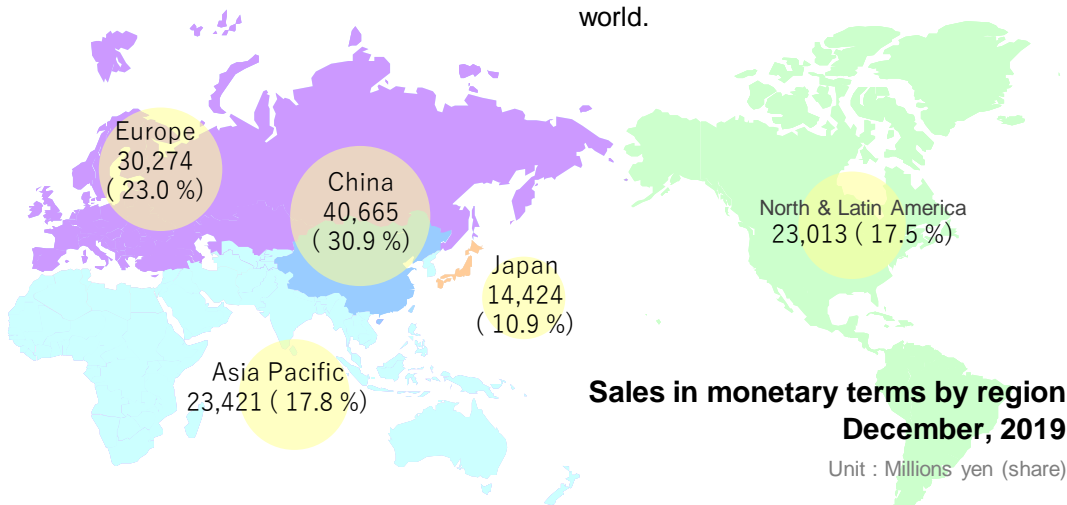 world.
Europe
30,274
( 23.0 %)
China
40,665
( 30.9 %)
North & Latin America
23,013 ( 17.5 %)
Japan
14,424
( 10.9 %)
Asia Pacific
23,421 ( 17.8 %)
Sales in monetary terms by region
December, 2019
Unit : Millions yen (share)